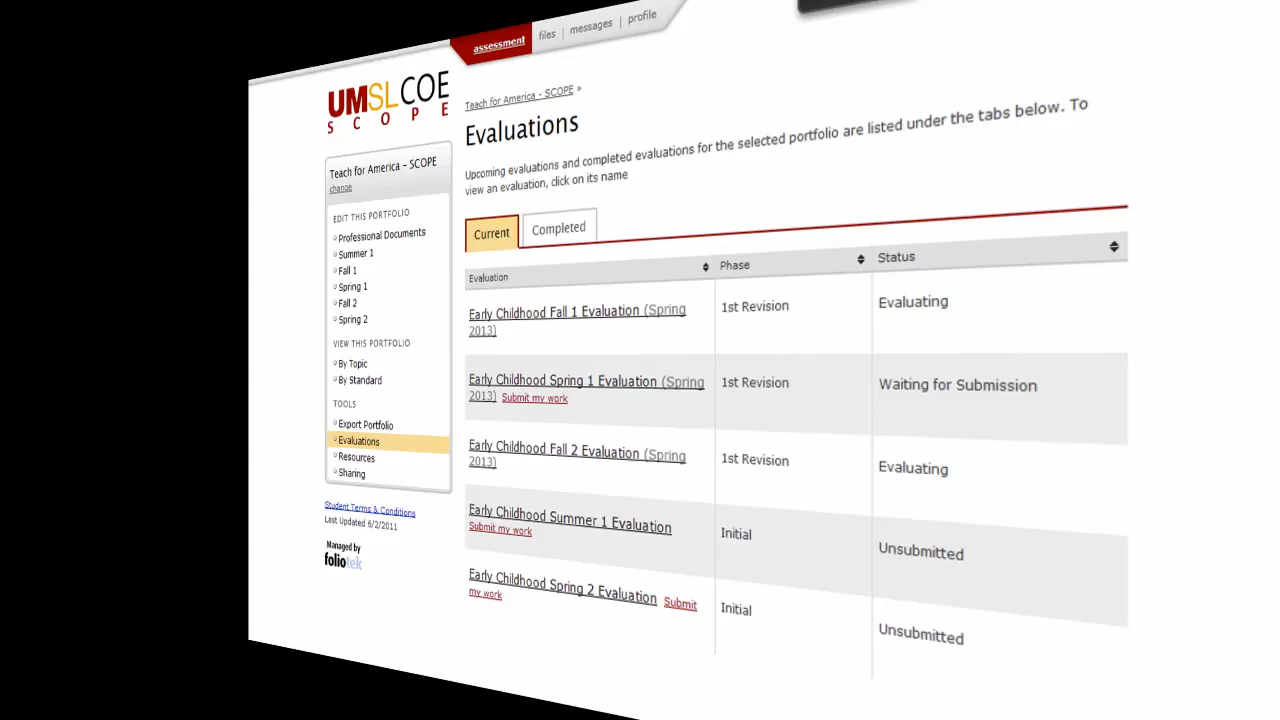 assessment files | messages | profile
UMSLCOE
SCOPE
Teach for America - SCOPE
change
EDIT THIS PORTFOLIO
Professional Documents
Summer 1
Fall 1
Spring 1
Fall 2
Spring 2
VIEW THIS PORTFOLIO
By Topic
By Standard
TOOLS
Export Portfolio
Evaluations
Resources
Sharing
Student Terms & Conditions
Last Updated 6/2/2011
Managed by
foliotek
Teach for America - SCOPE »
Evaluations
Upcoming evaluations and completed evaluations for the selected portfolio are listed under the tabs below. To
view an evaluation, click on its name
Current Completed
Evaluation Phase Status
Early Childhood Fall 1 Evaluation (Spring 1st Revision Evaluating
2013)
Early Childhood Spring 1 Evaluation (Spring 1st Revision Waiting for Submission
2013) Submit my work
Early Childhood Fall 2 Evaluation (Spring 1st Revision Evaluating
2013)
Early Childhood Summer 1 Evaluation Initial Unsubmitted
Submit my work
Early Childhood Spring 2 Evaluation Submit Initial Unsubmitted
my work